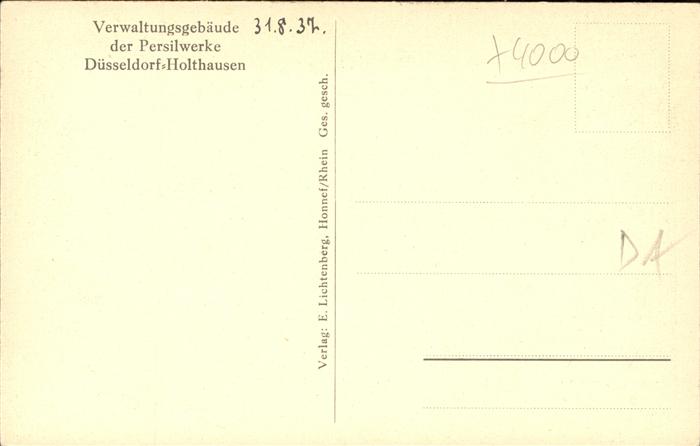 Verwaltungsgebäude 31.8.37.
der Persilwerke
Düsseldorf-Holthausen
Verlag: E. Lichtenberg, Honnef/Rhein Ges. gesch.
4000
DA